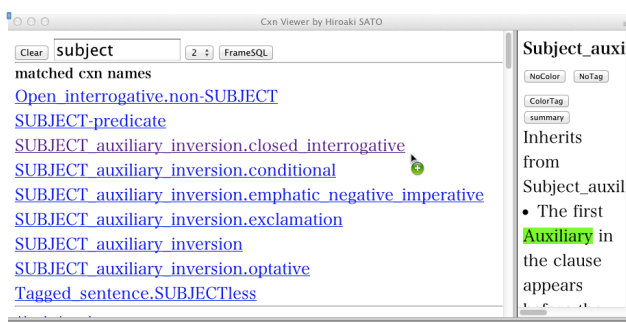 Cxn Viewer by Hiroaki SATO
Clear subject 2 FrameSQL
matched cxn names
Open_interrogative.non-SUBJECT
SUBJECT-predicate
SUBJECT_auxiliary_inversion.closed_interrogative
SUBJECT_auxiliary_inversion.conditional
SUBJECT_auxiliary_inversion.emphatic_negative_imperative
SUBJECT_auxiliary_inversion.exclamation
SUBJECT_auxiliary_inversion
SUBJECT_auxiliary_inversion.optative
Tagged_sentence.SUBJECTless
Subject_auxi
NoColor NoTag
ColorTag
summary
Inherits
from
Subject_auxil
• The first
Auxiliary in
the clause
appears